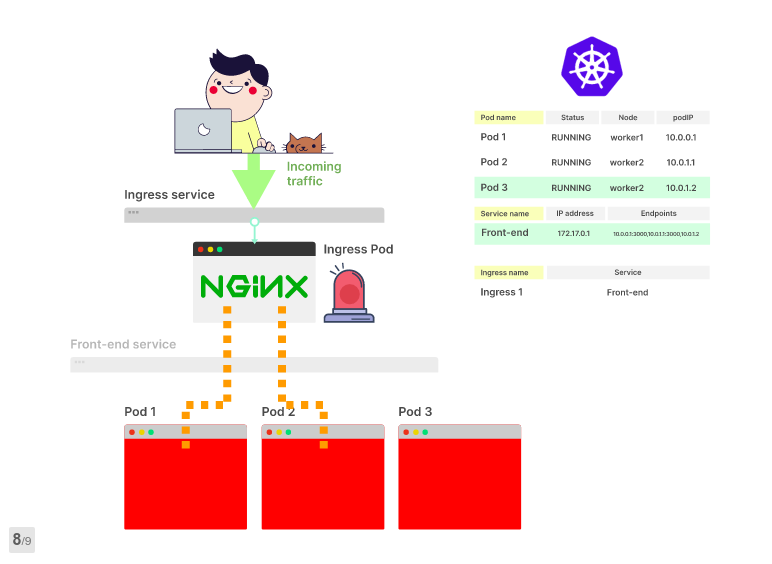 Incoming
traffic
Ingress service
"""
Ingress Pod
NGINX
Front-end service
"""
Pod 1
Pod 2
Pod 3
8/9
Pod name Status Node podIP
Pod 1 RUNNING worker1 10.0.0.1
Pod 2 RUNNING worker2 10.0.1.1
Pod 3 RUNNING worker2 10.0.1.2
Service name IP address Endpoints
Front-end 172.17.0.1 10.0.0.1:3000,10.0.1.1:3000,10.0.1.2
Ingress name Service
Ingress 1 Front-end